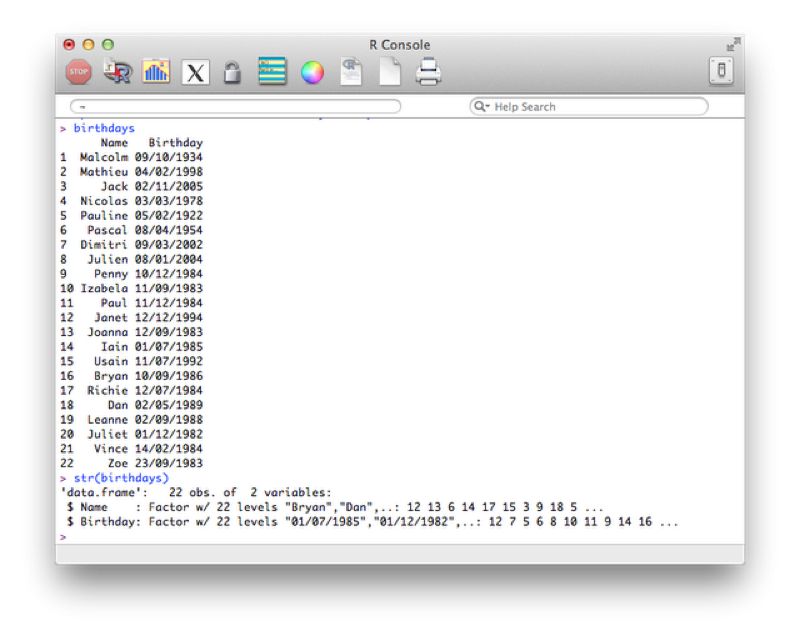 R Console
STOP
R
X
R
~
Help Search
> birthdays
Name Birthday
1 Malcolm 09/10/1934
2 Mathieu 04/02/1998
3 Jack 02/11/2005
4 Nicolas 03/03/1978
5 Pauline 05/02/1922
6 Pascal 08/04/1954
7 Dimitri 09/03/2002
8 Julien 08/01/2004
9 Penny 10/12/1984
10 Izabela 11/09/1983
11 Paul 11/12/1984
12 Janet 12/12/1994
13 Joanna 12/09/1983
14 Iain 01/07/1985
15 Usain 11/07/1992
16 Bryan 10/09/1986
17 Richie 12/07/1984
18 Dan 02/05/1989
19 Leanne 02/09/1988
20 Juliet 01/12/1982
21 Vince 14/02/1984
22 Zoe 23/09/1983
> str(birthdays)
'data.frame': 22 obs. of 2 variables:
$ Name : Factor w/ 22 levels "Bryan","Dan",..: 12 13 6 14 17 15 3 9 18 5 ...
$ Birthday: Factor w/ 22 levels "01/07/1985","01/12/1982",..: 12 7 5 6 8 10 11 9 14 16 ...
>